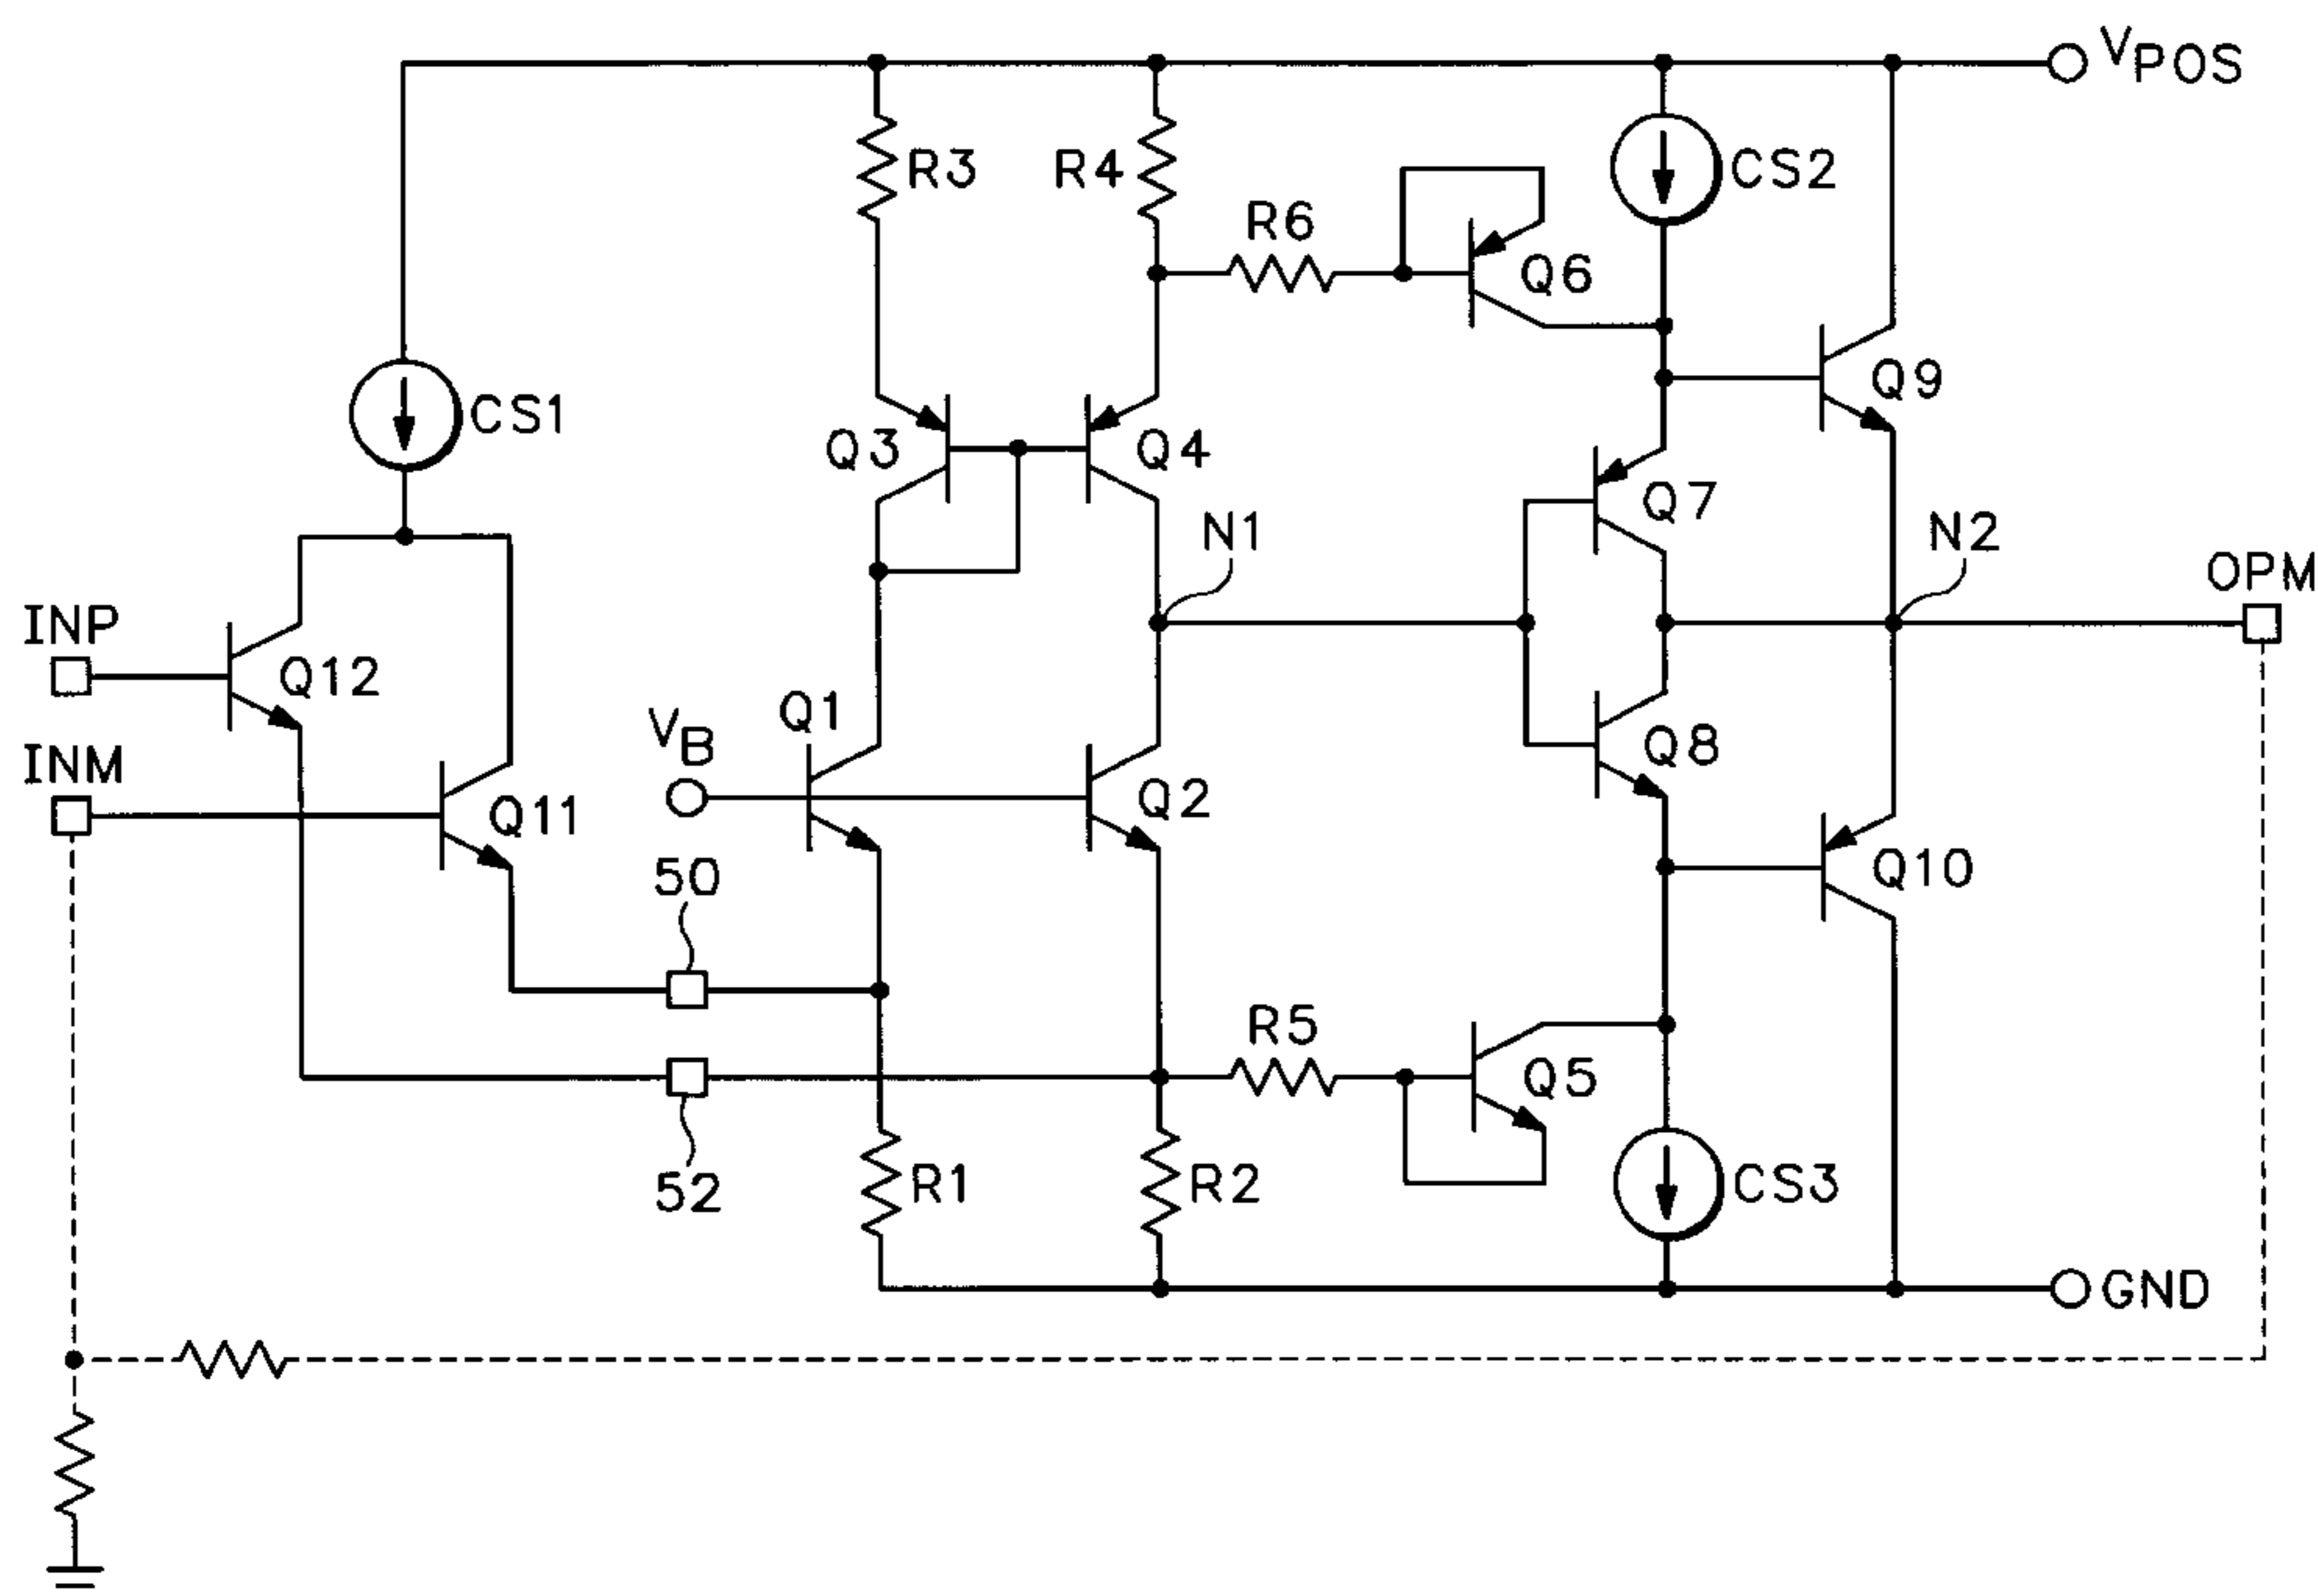 VPOS
R3
R4
CS2
R6
Q6
Q9
CS1
Q3
Q4
Q7
N1
N2
OPM
INP
Q12
Q1
VB
Q8
INM
Q11
Q2
50
Q10
R5
Q5
52
R1
R2
CS3
GND